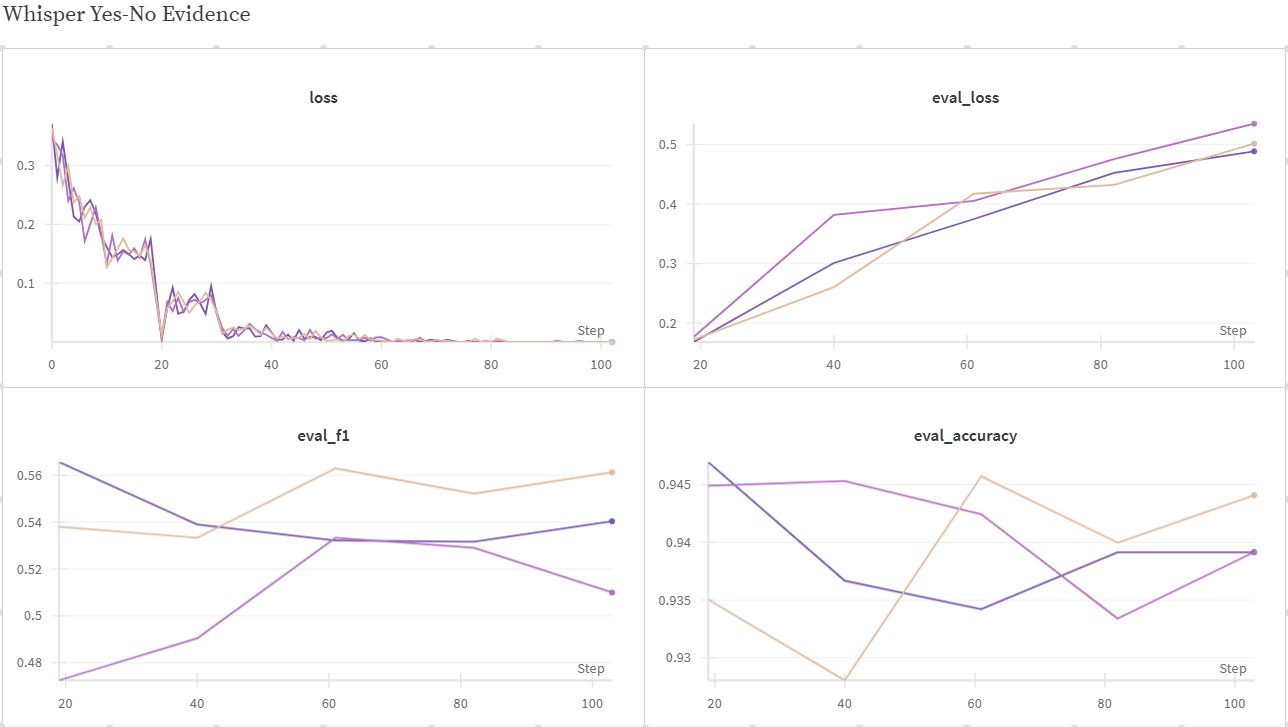 Whisper Yes-No Evidence
loss
0.3
0.2
0.1
Step
0 20 40 60 80 100
eval_loss
0.5
0.4
0.3
0.2
Step
20 40 60 80 100
eval_f1
0.56
0.54
0.52
0.5
0.48
Step
20 40 60 80 100
eval_accuracy
0.945
0.94
0.935
0.93
Step
20 40 60 80 100